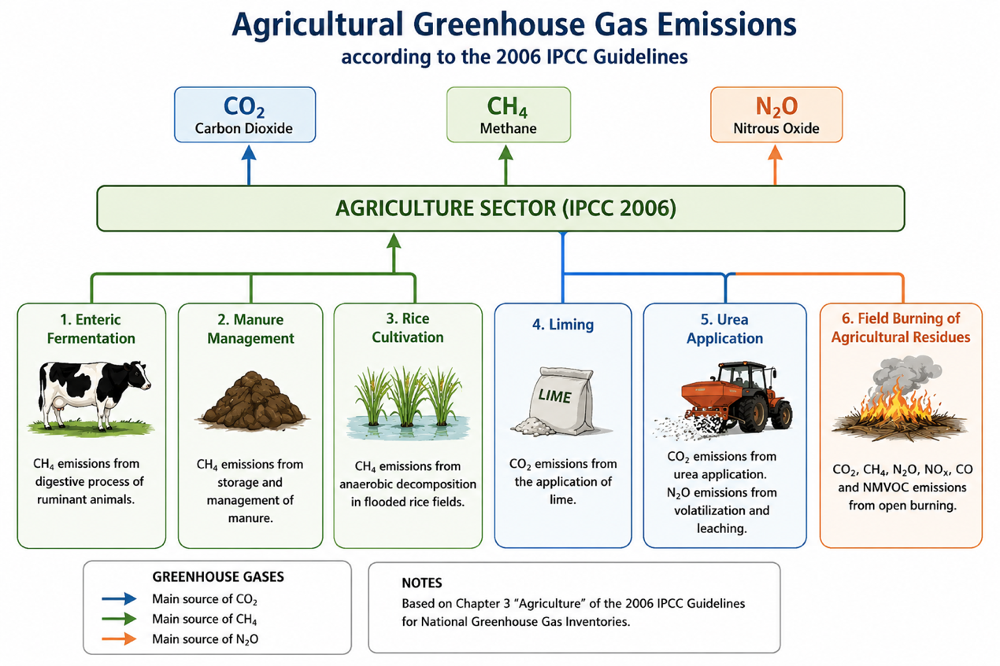 Agricultural Greenhouse Gas Emissions
according to the 2006 IPCC Guidelines
CO₂
Carbon Dioxide
CH₄
Methane
N₂O
Nitrous Oxide
AGRICULTURE SECTOR (IPCC 2006)
1. Enteric
Fermentation
CH₄ emissions from
digestive process of
ruminant animals.
2. Manure
Management
CH₄ emissions from
storage and
management of
manure.
3. Rice
Cultivation
CH₄ emissions from
anaerobic decomposition
in flooded rice fields.
4. Liming
LIME
CO₂ emissions from
the application of
lime.
5. Urea
Application
CO₂ emissions from
urea application.
N₂O emissions from
volatilization and
leaching.
6. Field Burning of
Agricultural Residues
CO₂, CH₄, N₂O, NOₓ, CO
and NMVOC emissions
from open burning.
GREENHOUSE GASES
Main source of CO₂
Main source of CH₄
Main source of N₂O
NOTES
Based on Chapter 3 “Agriculture” of the 2006 IPCC Guidelines
for National Greenhouse Gas Inventories.